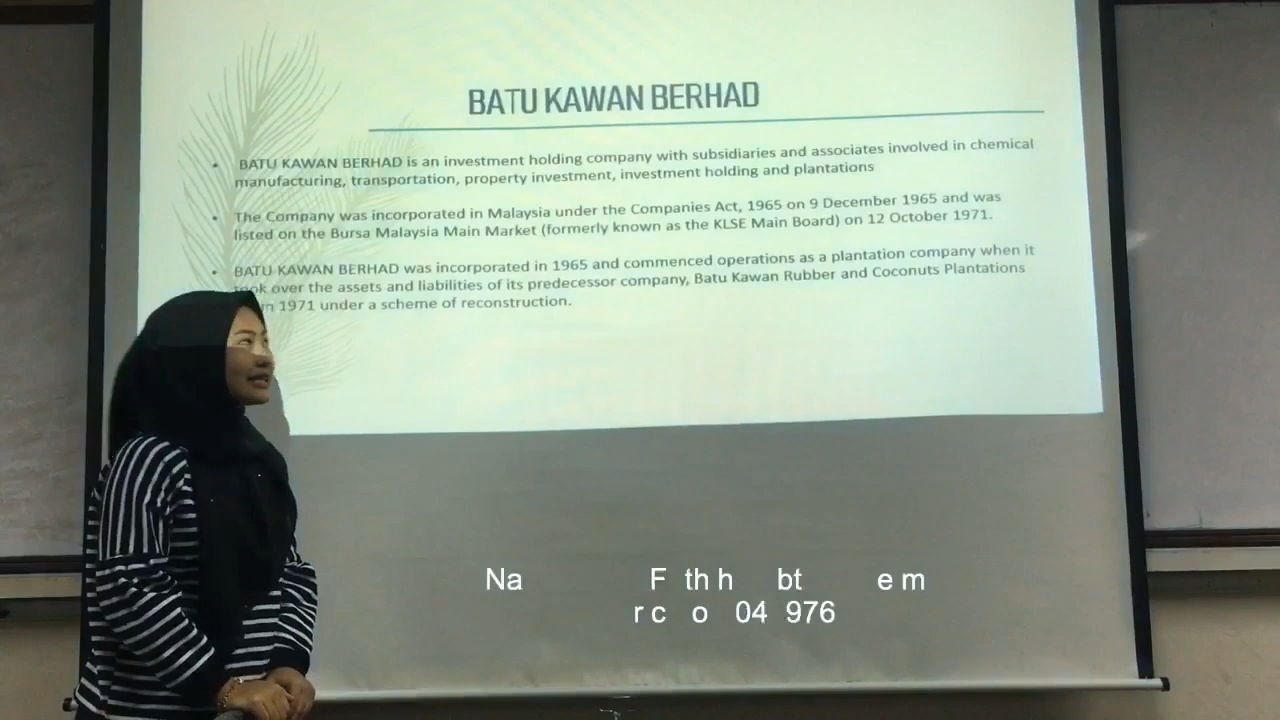 BATU KAWAN BERHAD
• BATU KAWAN BERHAD is an investment holding company with subsidiaries and associates involved in chemical
manufacturing, transportation, property investment, investment holding and plantations
• The Company was incorporated in Malaysia under the Companies Act, 1965 on 9 December 1965 and was
listed on the Bursa Malaysia Main Market (formerly known as the KLSE Main Board) on 12 October 1971.
• BATU KAWAN BERHAD was incorporated in 1965 and commenced operations as a plantation company when it
took over the assets and liabilities of its predecessor company, Batu Kawan Rubber and Coconuts Plantations
1971 under a scheme of reconstruction.
Na F th h bt e m
r c o 04 976